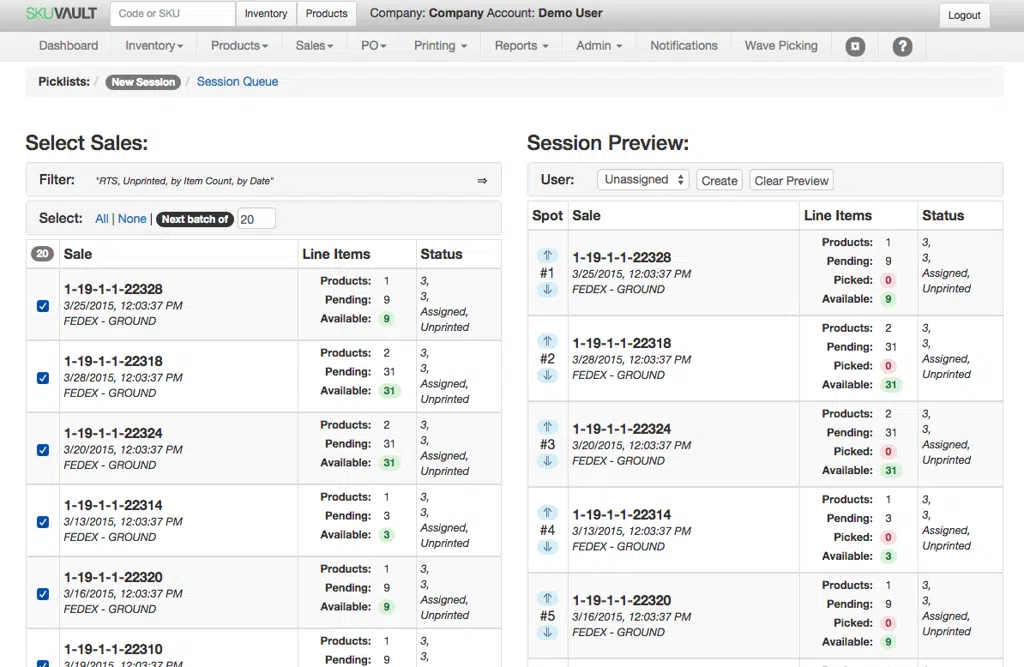 SKUVAULT Code or SKU Inventory Products Company: Company Account: Demo User Logout
Dashboard Inventory Products Sales PO Printing Reports Admin Notifications Wave Picking ?
Picklists: / New Session / Session Queue
Select Sales:
Filter: "RTS, Unprinted, by Item Count, by Date" ⇒
Select: All | None | Next batch of 20
20 Sale Line Items Status
1-19-1-1-22328
3/25/2015, 12:03:37 PM
FEDEX - GROUND
Products: 1
Pending: 9
Available: 9
3,
3,
Assigned,
Unprinted
1-19-1-1-22318
3/28/2015, 12:03:37 PM
FEDEX - GROUND
Products: 2
Pending: 31
Available: 31
3,
3,
Assigned,
Unprinted
1-19-1-1-22324
3/20/2015, 12:03:37 PM
FEDEX - GROUND
Products: 2
Pending: 31
Available: 31
3,
3,
Assigned,
Unprinted
1-19-1-1-22314
3/13/2015, 12:03:37 PM
FEDEX - GROUND
Products: 1
Pending: 3
Available: 3
3,
3,
Assigned,
Unprinted
1-19-1-1-22320
3/16/2015, 12:03:37 PM
FEDEX - GROUND
Products: 1
Pending: 9
Available: 9
3,
3,
Assigned,
Unprinted
1-19-1-1-22310
3/19/2015, 12:03:37 PM
Products: 1
Pending: 9
3,
3,
Session Preview:
User: Unassigned Create Clear Preview
Spot Sale Line Items Status
#1
1-19-1-1-22328
3/25/2015, 12:03:37 PM
FEDEX - GROUND
Products: 1
Pending: 9
Picked: 0
Available: 9
3,
3,
Assigned,
Unprinted
#2
1-19-1-1-22318
3/28/2015, 12:03:37 PM
FEDEX - GROUND
Products: 2
Pending: 31
Picked: 0
Available: 31
3,
3,
Assigned,
Unprinted
#3
1-19-1-1-22324
3/20/2015, 12:03:37 PM
FEDEX - GROUND
Products: 2
Pending: 31
Picked: 0
Available: 31
3,
3,
Assigned,
Unprinted
#4
1-19-1-1-22314
3/13/2015, 12:03:37 PM
FEDEX - GROUND
Products: 1
Pending: 3
Picked: 0
Available: 3
3,
3,
Assigned,
Unprinted
#5
1-19-1-1-22320
3/16/2015, 12:03:37 PM
FEDEX - GROUND
Products: 1
Pending: 9
Picked: 0
Available: 9
3,
3,
Assigned,
Unprinted